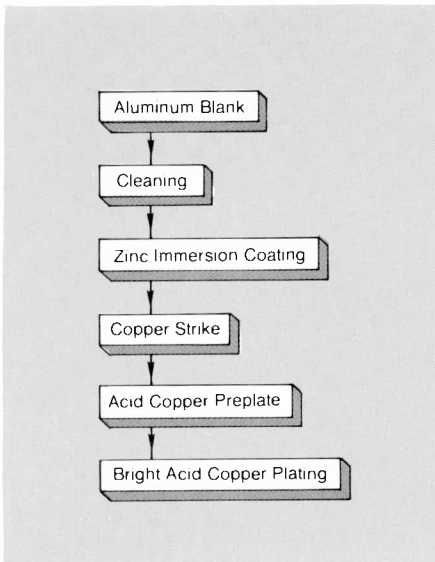 Aluminum Blank
Cleaning
Zinc Immersion Coating
Copper Strike
Acid Copper Preplate
Bright Acid Copper Plating